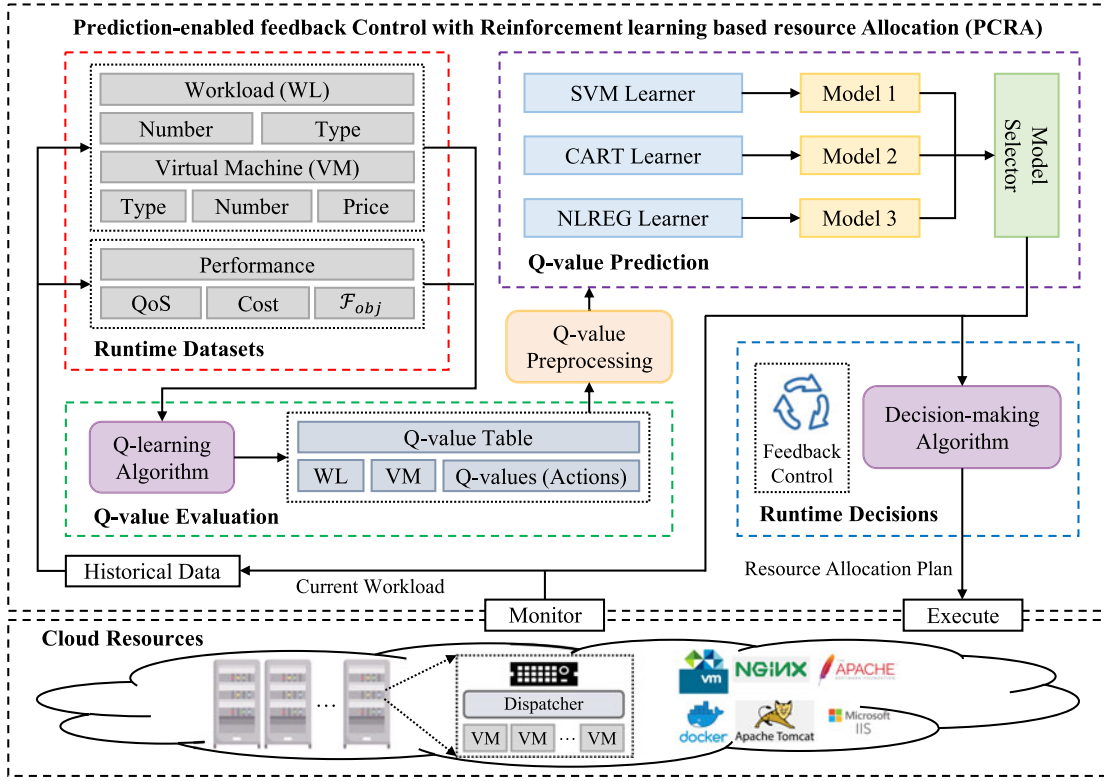 Prediction-enabled feedback Control with Reinforcement learning based resource Allocation (PCRA)
Workload (WL)
Number
Type
Virtual Machine (VM)
Type
Number
Price
Performance
QoS
Cost
ℱobj
Runtime Datasets
SVM Learner
Model 1
CART Learner
Model 2
NLREG Learner
Model 3
Model
Selector
Q-value Prediction
Q-value
Preprocessing
Q-learning
Algorithm
Q-value Table
WL
VM
Q-values (Actions)
Q-value Evaluation
Feedback
Control
Decision-making
Algorithm
Runtime Decisions
Historical Data
Current Workload
Resource Allocation Plan
Monitor
Execute
Cloud Resources
...
Dispatcher
VM
VM
...
VM
vm
NGINX
APACHE
docker
Apache Tomcat
Microsoft
IIS